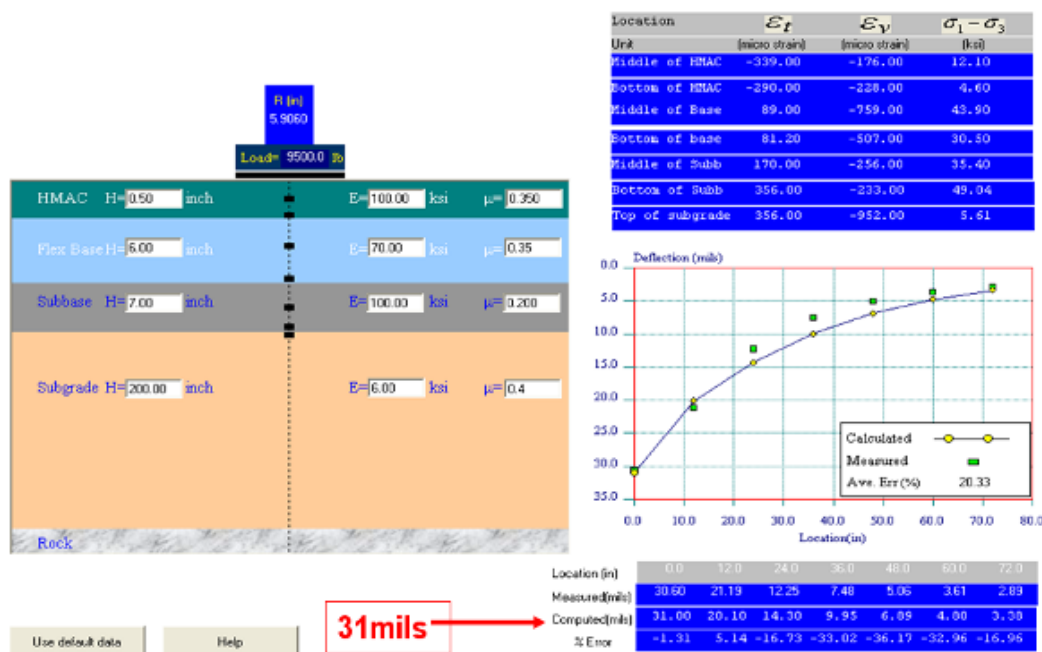 R (in)
5.9060
Load= 9500.0 lb
HMAC H= 0.50 inch E= 100.00 ksi μ= 0.350
Flex Base H= 6.00 inch E= 70.00 ksi μ= 0.35
Subbase H= 7.00 inch E= 100.00 ksi μ= 0.200
Subgrade H= 200.00 inch E= 6.00 ksi μ= 0.4
Rock
Use default data
Help
31mils
Location εt εv σ1 − σ3
Unit (micro strain) (micro strain) (ksi)
Middle of HMAC -339.00 -176.00 12.10
Bottom of HMAC -290.00 -228.00 4.60
Middle of Base 89.00 -759.00 43.90
Bottom of base 81.20 -507.00 30.50
Middle of Subb 170.00 -256.00 35.40
Bottom of Subb 356.00 -233.00 49.04
Top of subgrade 356.00 -952.00 5.61
Deflection (mils)
0.0
5.0
10.0
15.0
20.0
25.0
30.0
35.0
Calculated
Measured
Ave. Err (%) 20.33
0.0 10.0 20.0 30.0 40.0 50.0 60.0 70.0 80.0
Location(in)
Location (in) 0.0 12.0 24.0 36.0 48.0 60.0 72.0
Measured(mils) 30.60 21.19 12.25 7.48 5.06 3.61 2.89
Computed(mils) 31.00 20.10 14.30 9.95 6.89 4.80 3.38
% Error -1.31 5.14 -16.73 -33.02 -36.17 -32.96 -16.96